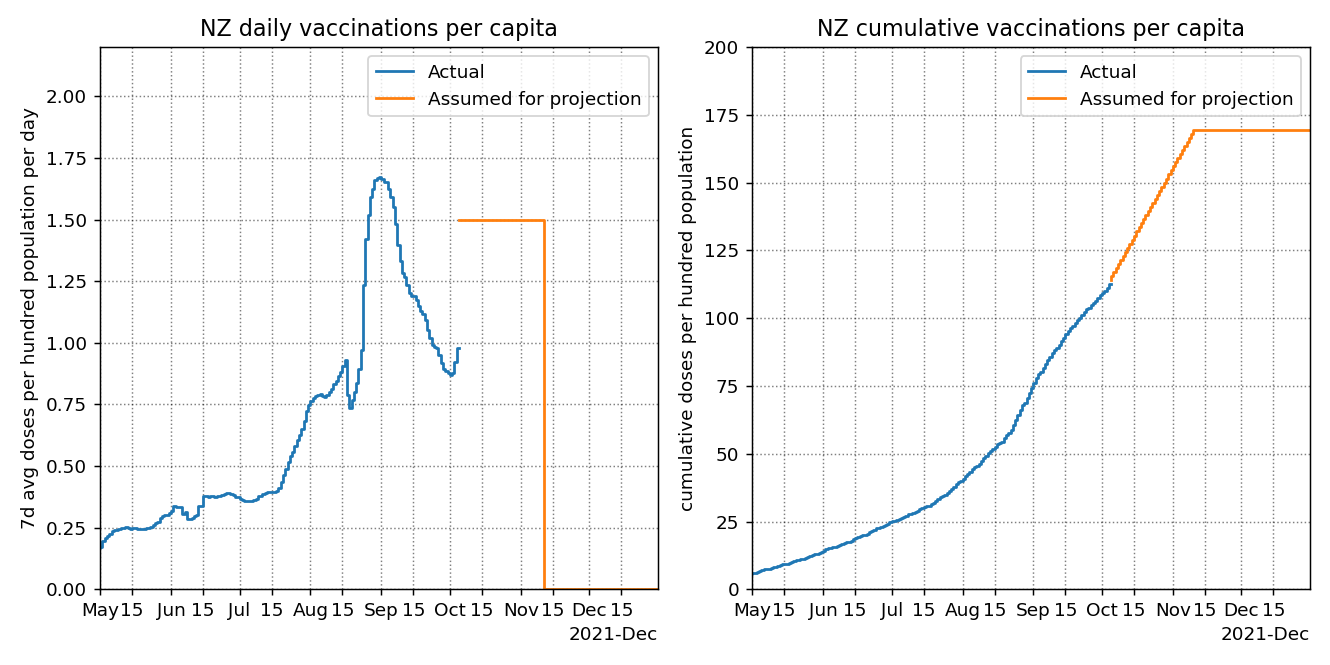 NZ daily vaccinations per capita
7d avg doses per hundred population per day
2.00
1.75
1.50
1.25
1.00
0.75
0.50
0.25
0.00
Actual
Assumed for projection
May 15 Jun 15 Jul 15 Aug 15 Sep 15 Oct 15 Nov 15 Dec 15
2021-Dec
NZ cumulative vaccinations per capita
cumulative doses per hundred population
200
175
150
125
100
75
50
25
0
Actual
Assumed for projection
May 15 Jun 15 Jul 15 Aug 15 Sep 15 Oct 15 Nov 15 Dec 15
2021-Dec